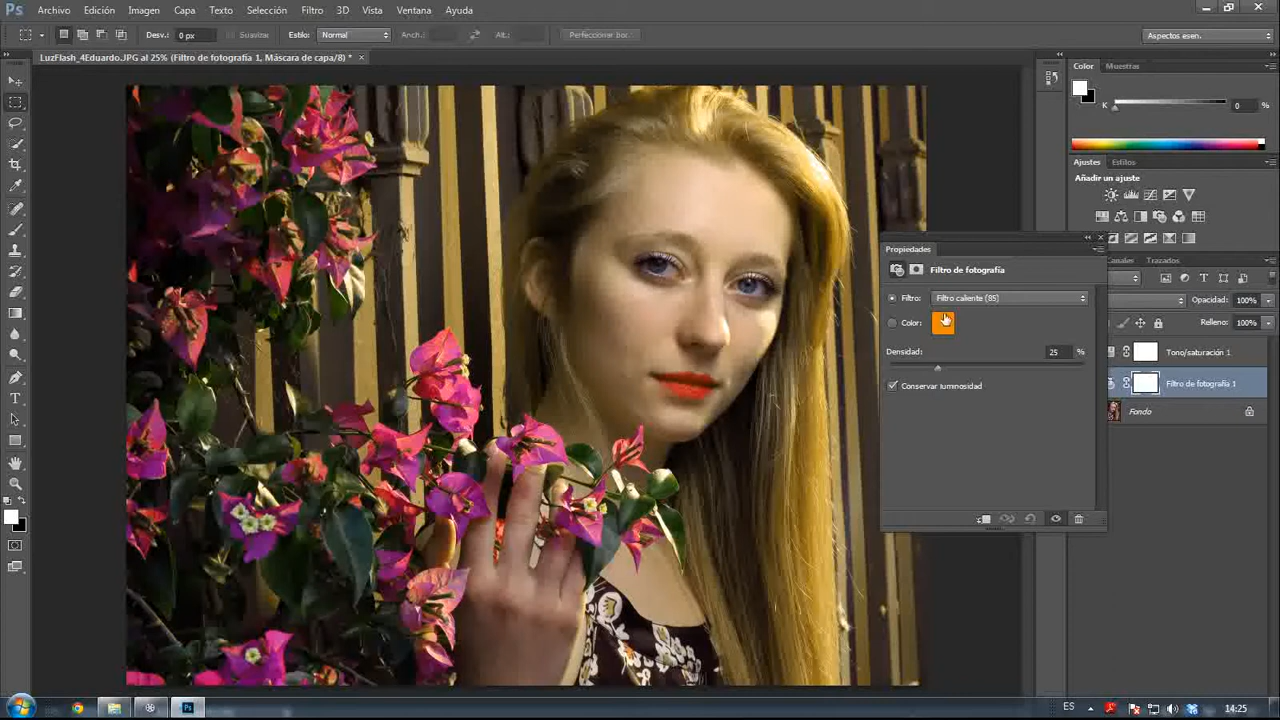 Ps Archivo Edición Imagen Capa Texto Selección Filtro 3D Vista Ventana Ayuda
Desv.: 0 px Suavizar Estilo: Normal Anch.: Alt.: Perfeccionar bor... Aspectos esen.
LuzFlash_4Eduardo.JPG al 25% (Filtro de fotografía 1, Máscara de capa/8) * ×
Color Muestras
K 0 %
Ajustes Estilos
Añadir un ajuste
Propiedades
Filtro de fotografía
Filtro: Filtro caliente (85)
Color:
Densidad: 25 %
Conservar luminosidad
Canales Trazados
Opacidad: 100%
Relleno: 100%
Tono/saturación 1
Filtro de fotografía 1
Fondo
ES 14:25